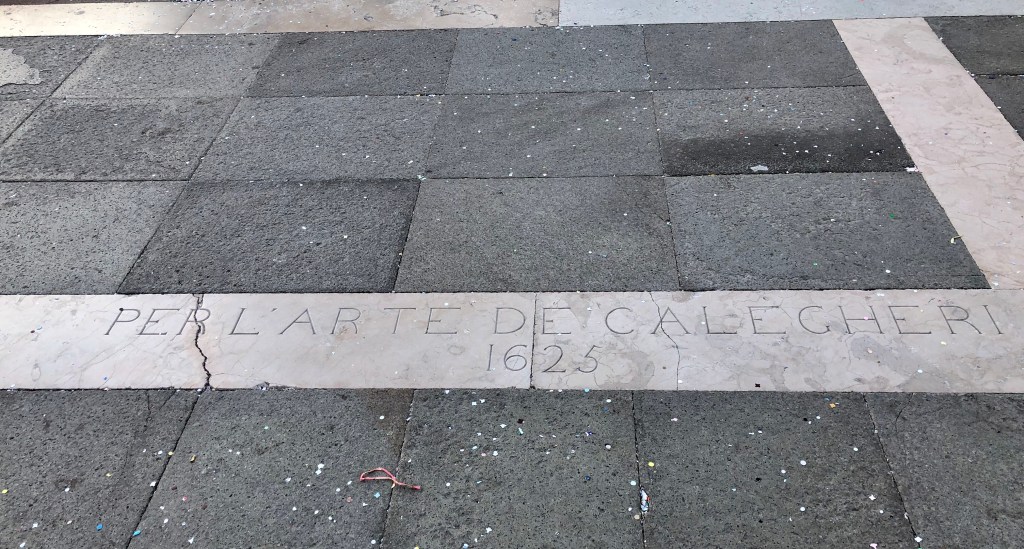 PER L'ARTE DE CALEGHERI
1625